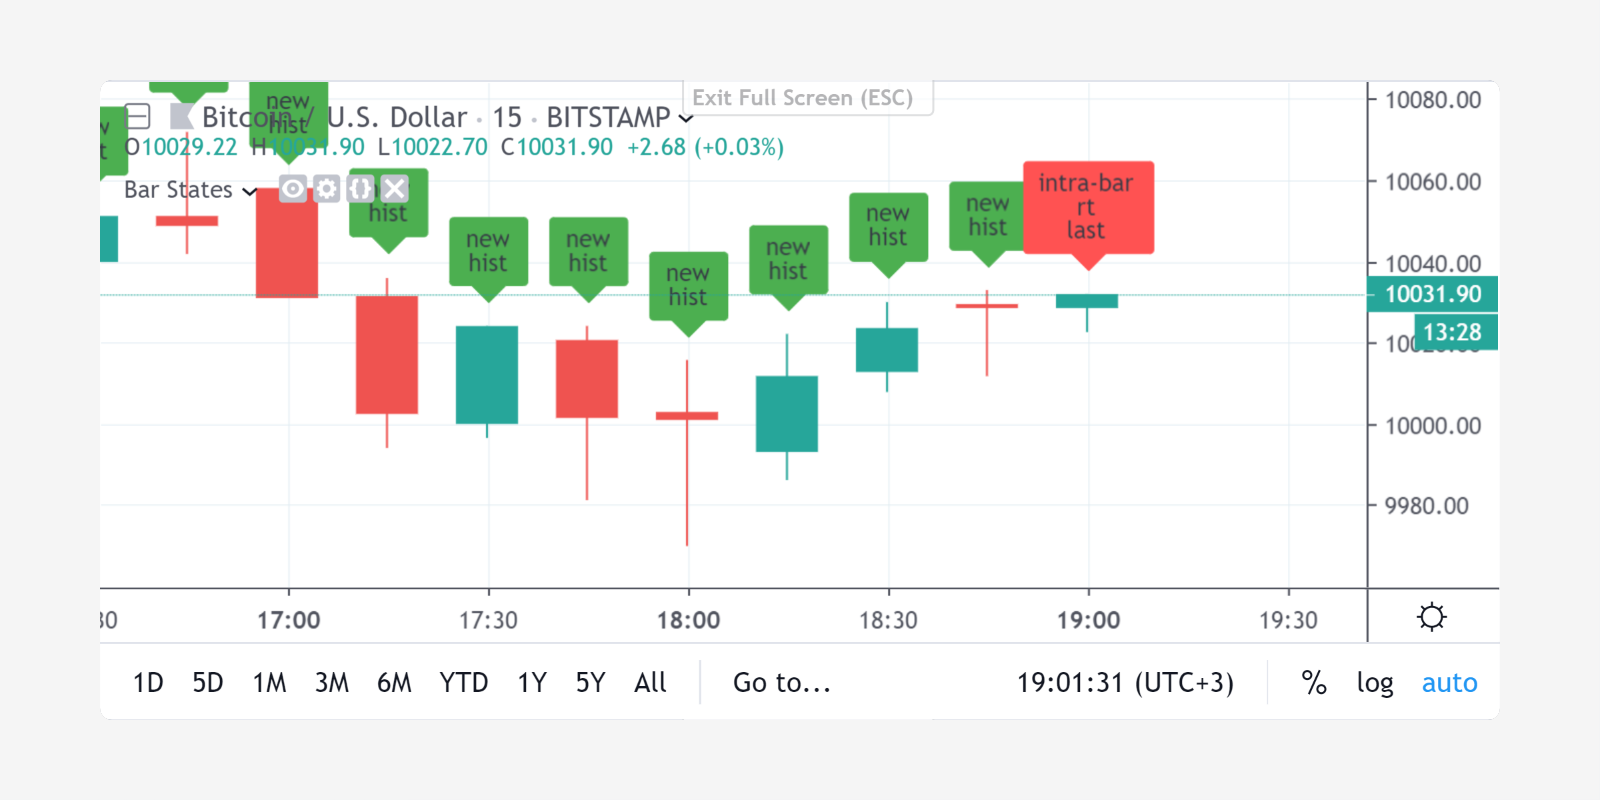 Exit Full Screen (ESC)
Bitcoin / U.S. Dollar · 15 · BITSTAMP
O10029.22 H10031.90 L10022.70 C10031.90 +2.68 (+0.03%)
Bar States
new
hist
hist
new
hist
new
hist
new
hist
new
hist
new
hist
new
hist
intra-bar
rt
last
10080.00
10060.00
10040.00
10031.90
13:28
10000.00
9980.00
17:00
17:30
18:00
18:30
19:00
19:30
1D 5D 1M 3M 6M YTD 1Y 5Y All Go to... 19:01:31 (UTC+3) % log auto